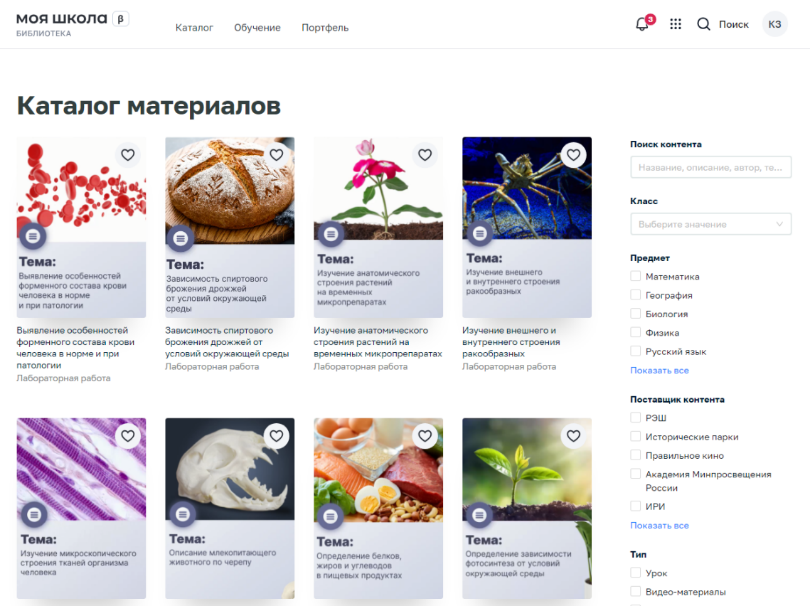 моя школа β
БИБЛИОТЕКА
Каталог
Обучение
Портфель
3
Поиск
КЗ
Каталог материалов
Тема:
Выявление особенностей
форменного состава крови
человека в норме
и при патологии
Выявление особенностей
форменного состава крови
человека в норме и при
патологии
Лабораторная работа
Тема:
Зависимость спиртового
брожения дрожжей
от условий окружающей
среды
Зависимость спиртового
брожения дрожжей от
условий окружающей среды
Лабораторная работа
Тема:
Изучение анатомического
строения растений
на временных
микропрепаратах
Изучение анатомического
строения растений на
временных микропрепаратах
Лабораторная работа
Тема:
Изучение внешнего
и внутреннего строения
ракообразных
Изучение внешнего и
внутреннего строения
ракообразных
Лабораторная работа
Тема:
Изучение микроскопического
строения тканей организма
человека
Тема:
Описание млекопитающего
животного по черепу
Тема:
Определение белков,
жиров и углеводов
в пищевых продуктах
Тема:
Определение зависимости
фотосинтеза от условий
окружающей среды
Поиск контента
Название, описание, автор, та...
Класс
Выберите значение
Предмет
Математика
География
Биология
Физика
Русский язык
Показать все
Поставщик контента
РЭШ
Исторические парки
Правильное кино
Академия Минпросвещения
России
ИРИ
Показать все
Тип
Урок
Видео-материалы